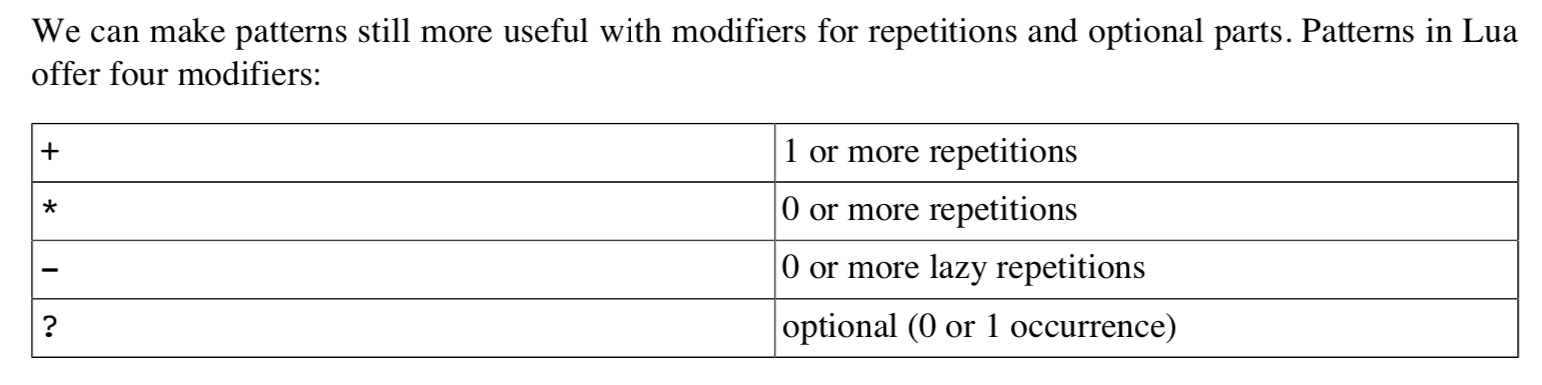 We can make patterns still more useful with modifiers for repetitions and optional parts. Patterns in Lua
offer four modifiers:
+ 1 or more repetitions
* 0 or more repetitions
- 0 or more lazy repetitions
? optional (0 or 1 occurrence)